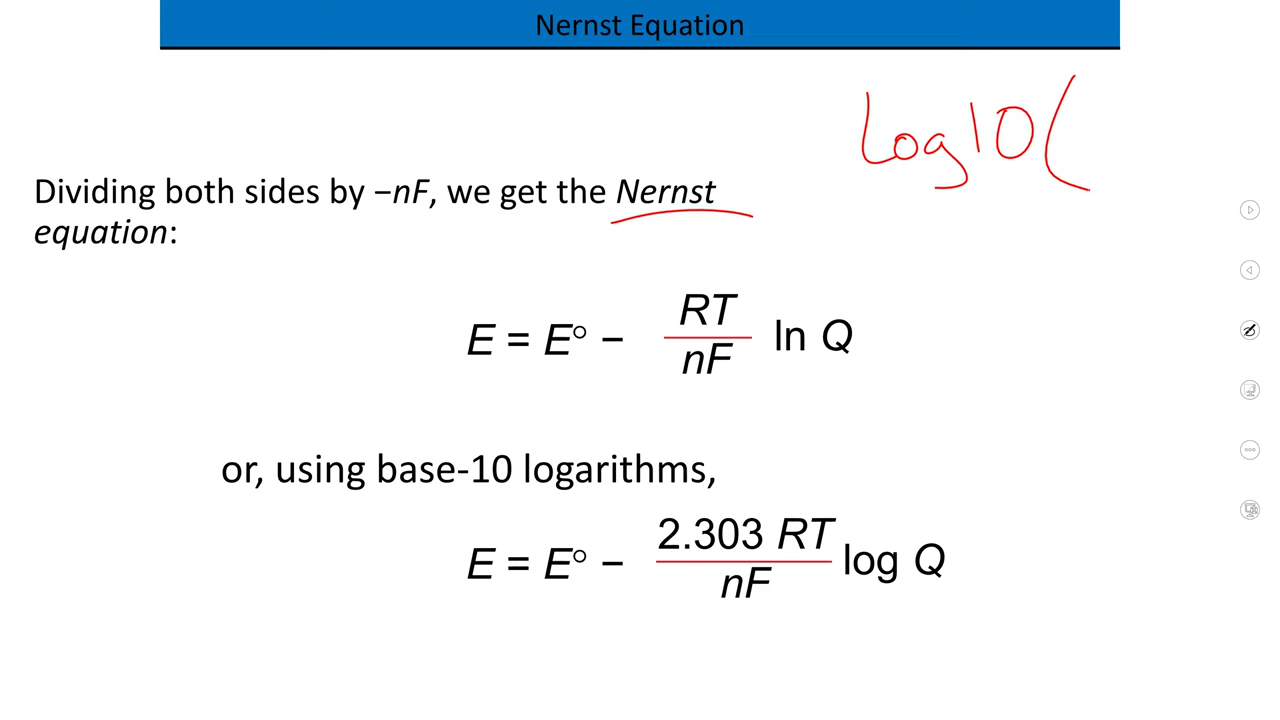 Nernst Equation
log10(
Dividing both sides by −nF, we get the Nernst
equation:
E = E° − RT/nF ln Q
or, using base-10 logarithms,
E = E° − 2.303 RT/nF log Q